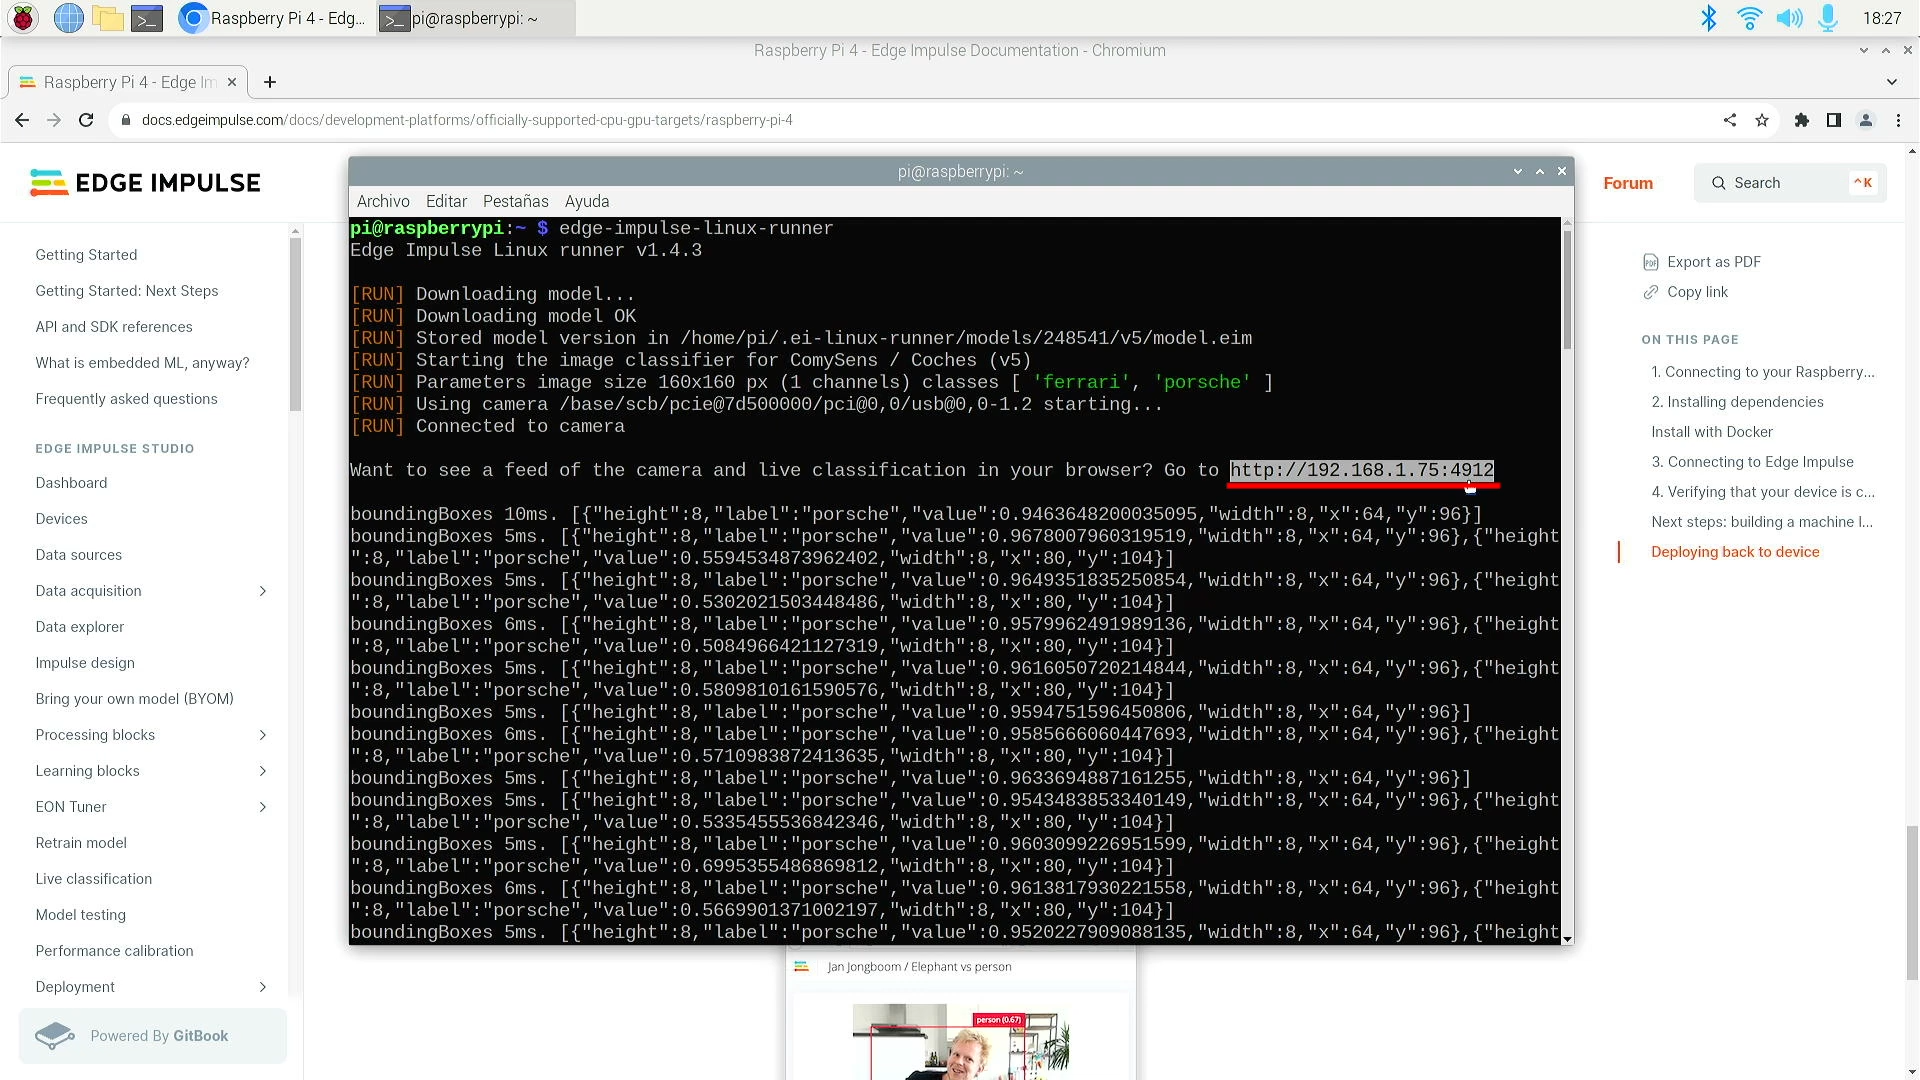 Raspberry Pi 4 - Edg...
pi@raspberrypi: ~
18:27
Raspberry Pi 4 - Edge Impulse Documentation - Chromium
Raspberry Pi 4 - Edge Im
docs.edgeimpulse.com/docs/development-platforms/officially-supported-cpu-gpu-targets/raspberry-pi-4
EDGE IMPULSE
Forum
Search
^K
Getting Started
Getting Started: Next Steps
API and SDK references
What is embedded ML, anyway?
Frequently asked questions
EDGE IMPULSE STUDIO
Dashboard
Devices
Data sources
Data acquisition
Data explorer
Impulse design
Bring your own model (BYOM)
Processing blocks
Learning blocks
EON Tuner
Retrain model
Live classification
Model testing
Performance calibration
Deployment
Powered By GitBook
pi@raspberrypi: ~
Archivo Editar Pestañas Ayuda
pi@raspberrypi:~ $ edge-impulse-linux-runner
Edge Impulse Linux runner v1.4.3
[RUN] Downloading model...
[RUN] Downloading model OK
[RUN] Stored model version in /home/pi/.ei-linux-runner/models/248541/v5/model.eim
[RUN] Starting the image classifier for ComySens / Coches (v5)
[RUN] Parameters image size 160x160 px (1 channels) classes [ 'ferrari', 'porsche' ]
[RUN] Using camera /base/scb/pcie@7d500000/pci@0,0/usb@0,0-1.2 starting...
[RUN] Connected to camera
Want to see a feed of the camera and live classification in your browser? Go to http://192.168.1.75:4912
boundingBoxes 10ms. [{"height":8,"label":"porsche","value":0.9463648200035095,"width":8,"x":64,"y":96}]
boundingBoxes 5ms. [{"height":8,"label":"porsche","value":0.9678007960319519,"width":8,"x":64,"y":96},{"height
":8,"label":"porsche","value":0.5594534873962402,"width":8,"x":80,"y":104}]
boundingBoxes 5ms. [{"height":8,"label":"porsche","value":0.9649351835250854,"width":8,"x":64,"y":96},{"height
":8,"label":"porsche","value":0.5302021503448486,"width":8,"x":80,"y":104}]
boundingBoxes 6ms. [{"height":8,"label":"porsche","value":0.9579962491989136,"width":8,"x":64,"y":96},{"height
":8,"label":"porsche","value":0.5084966421127319,"width":8,"x":80,"y":104}]
boundingBoxes 5ms. [{"height":8,"label":"porsche","value":0.9616050720214844,"width":8,"x":64,"y":96},{"height
":8,"label":"porsche","value":0.5809810161590576,"width":8,"x":80,"y":104}]
boundingBoxes 5ms. [{"height":8,"label":"porsche","value":0.9594751596450806,"width":8,"x":64,"y":96}]
boundingBoxes 6ms. [{"height":8,"label":"porsche","value":0.9585666060447693,"width":8,"x":64,"y":96},{"height
":8,"label":"porsche","value":0.5710983872413635,"width":8,"x":80,"y":104}]
boundingBoxes 5ms. [{"height":8,"label":"porsche","value":0.9633694887161255,"width":8,"x":64,"y":96}]
boundingBoxes 5ms. [{"height":8,"label":"porsche","value":0.9543483853340149,"width":8,"x":64,"y":96},{"height
":8,"label":"porsche","value":0.5335455536842346,"width":8,"x":80,"y":104}]
boundingBoxes 5ms. [{"height":8,"label":"porsche","value":0.9603099226951599,"width":8,"x":64,"y":96},{"height
":8,"label":"porsche","value":0.6995355486869812,"width":8,"x":80,"y":104}]
boundingBoxes 6ms. [{"height":8,"label":"porsche","value":0.9613817930221558,"width":8,"x":64,"y":96},{"height
":8,"label":"porsche","value":0.5669901371002197,"width":8,"x":80,"y":104}]
boundingBoxes 5ms. [{"height":8,"label":"porsche","value":0.9520227909088135,"width":8,"x":64,"y":96},{"height
Jan Jongboom / Elephant vs person
person (0.67)
Export as PDF
Copy link
ON THIS PAGE
1. Connecting to your Raspberry...
2. Installing dependencies
Install with Docker
3. Connecting to Edge Impulse
4. Verifying that your device is c...
Next steps: building a machine l...
Deploying back to device